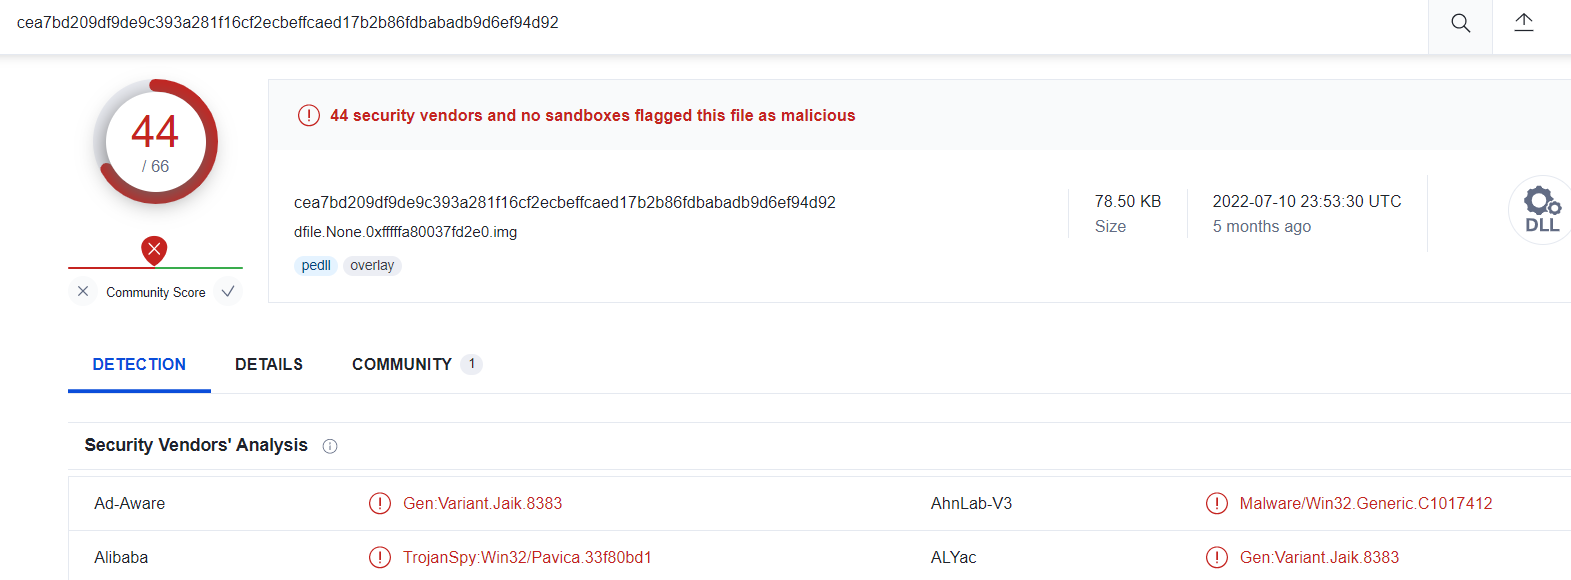 cea7bd209df9de9c393a281f16cf2ecbeffcaed17b2b86fdbabadb9d6ef94d92
44
/ 66
Community Score
44 security vendors and no sandboxes flagged this file as malicious
cea7bd209df9de9c393a281f16cf2ecbeffcaed17b2b86fdbabadb9d6ef94d92
dfile.None.0xfffffa80037fd2e0.img
pedll overlay
78.50 KB
Size
2022-07-10 23:53:30 UTC
5 months ago
DLL
DETECTION DETAILS COMMUNITY 1
Security Vendors' Analysis
Ad-Aware Gen:Variant.Jaik.8383 AhnLab-V3 Malware/Win32.Generic.C1017412
Alibaba TrojanSpy:Win32/Pavica.33f80bd1 ALYac Gen:Variant.Jaik.8383